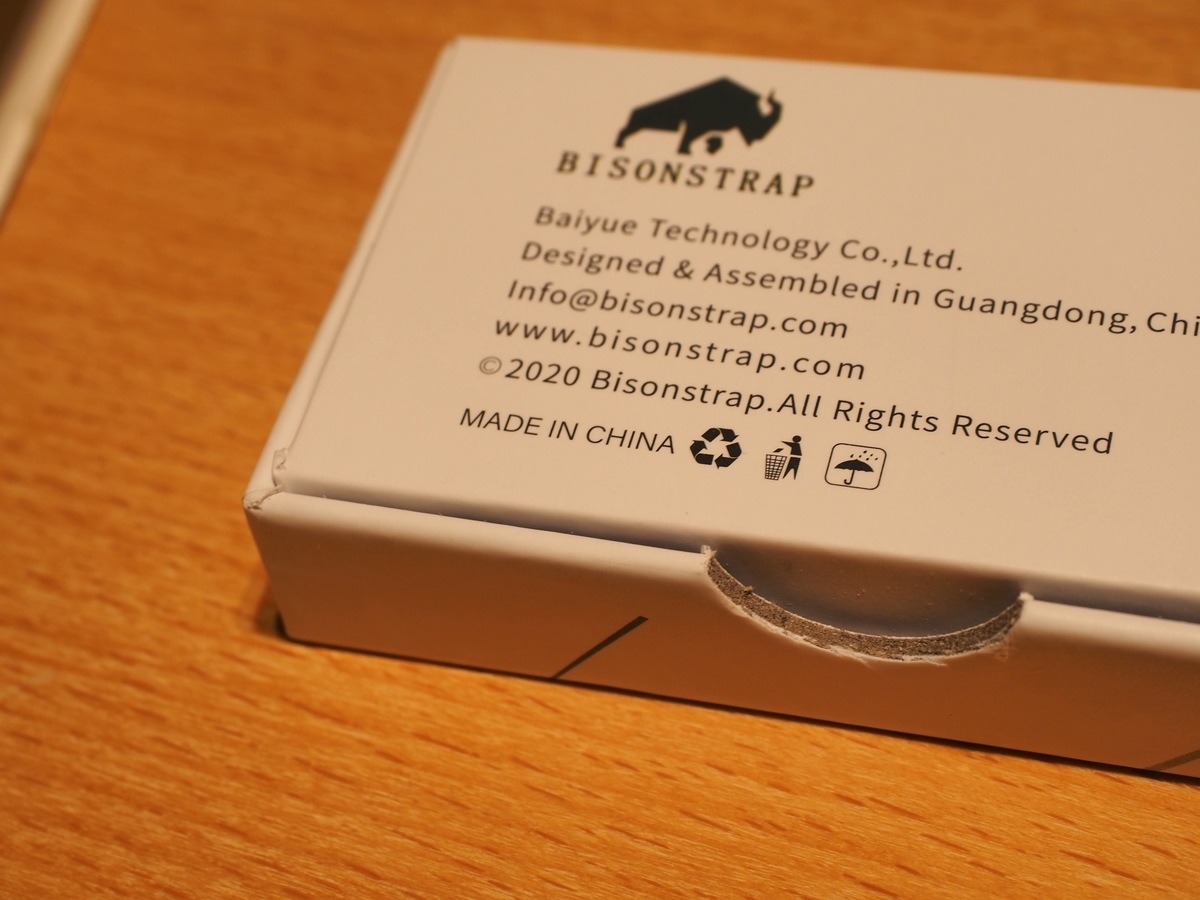 BISONSTRAP
Baiyue Technology Co.,Ltd.
Designed & Assembled in Guangdong, Chi
Info@bisonstrap.com
www.bisonstrap.com
©2020 Bisonstrap.All Rights Reserved
MADE IN CHINA